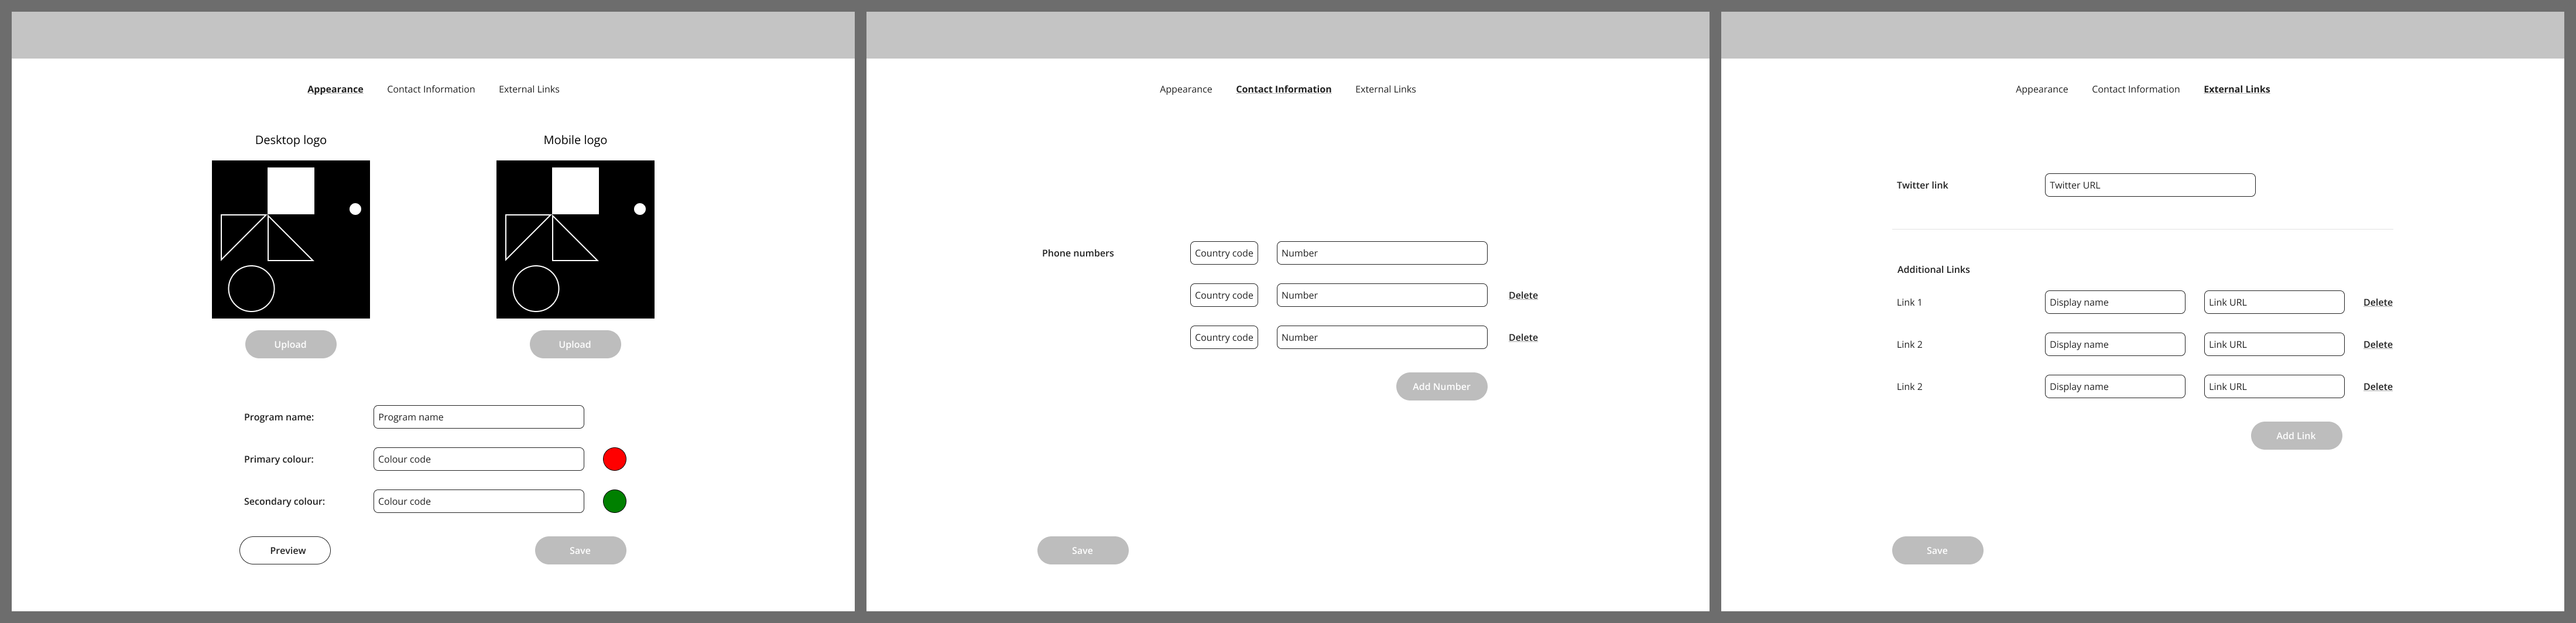 Appearance Contact Information External Links
Desktop logo Mobile logo
Upload Upload
Program name: Program name
Primary colour: Colour code
Secondary colour: Colour code
Preview Save
Appearance Contact Information External Links
Phone numbers Country code Number
Country code Number Delete
Country code Number Delete
Add Number
Save
Appearance Contact Information External Links
Twitter link Twitter URL
Additional Links
Link 1 Display name Link URL Delete
Link 2 Display name Link URL Delete
Link 2 Display name Link URL Delete
Add Link
Save